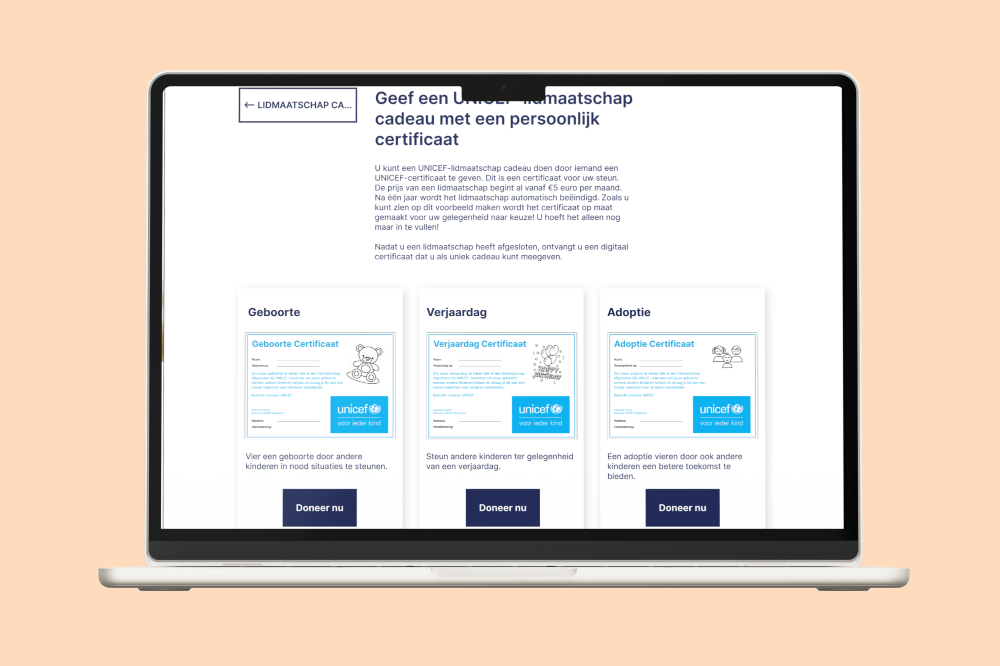 ← LIDMAATSCHAP CA...
Geef een UNICEF-lidmaatschap
cadeau met een persoonlijk
certificaat
U kunt een UNICEF-lidmaatschap cadeau doen door iemand een
UNICEF-certificaat te geven. Dit is een certificaat voor uw steun.
De prijs van een lidmaatschap begint al vanaf €5 euro per maand.
Na één jaar wordt het lidmaatschap automatisch beëindigd. Zoals u
kunt zien op dit voorbeeld maken wordt het certificaat op maat
gemaakt voor uw gelegenheid naar keuze! U hoeft het alleen nog
maar in te vullen!
Nadat u een lidmaatschap heeft afgesloten, ontvangt u een digitaal
certificaat dat u als uniek cadeau kunt meegeven.
Geboorte
Geboorte Certificaat
Naam:
unicef
voor ieder kind
Vier een geboorte door andere
kinderen in nood situaties te steunen.
Doneer nu
Verjaardag
Verjaardag Certificaat
Naam:
unicef
voor ieder kind
Steun andere kinderen ter gelegenheid
van een verjaardag.
Doneer nu
Adoptie
Adoptie Certificaat
Naam:
unicef
voor ieder kind
Een adoptie vieren door ook andere
kinderen een betere toekomst te
bieden.
Doneer nu